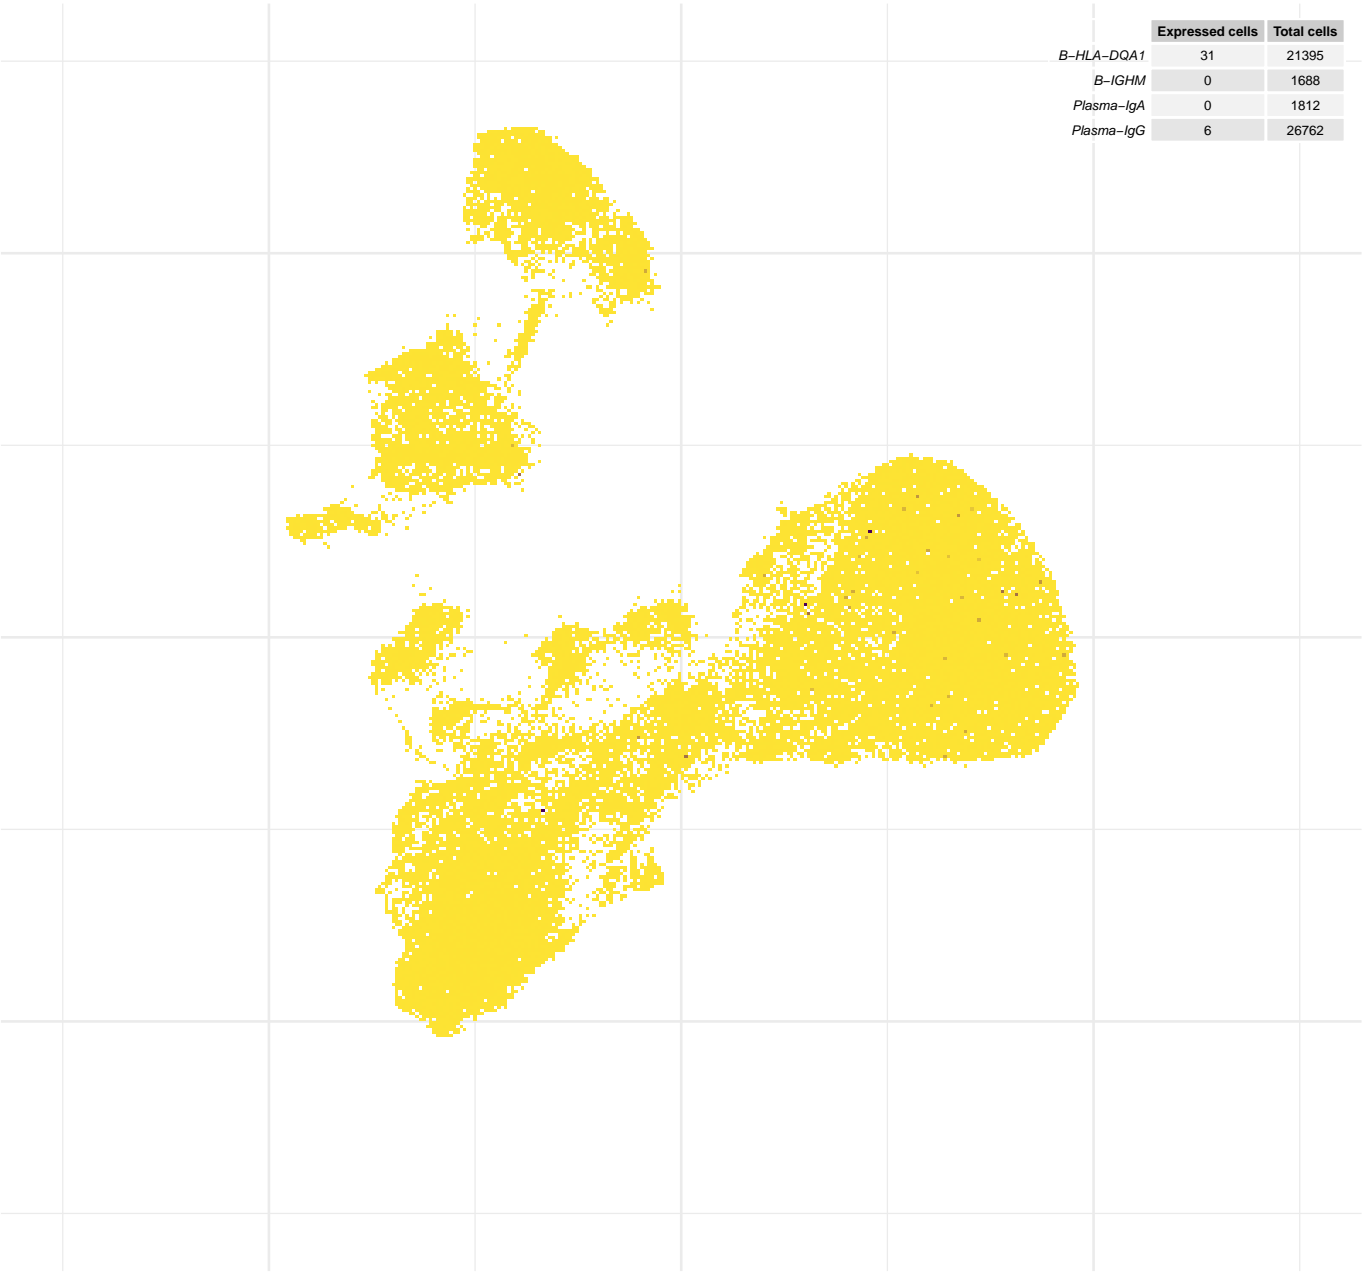 Expressed cells Total cells
B−HLA−DQA1 31 21395
B−IGHM 0 1688
Plasma−IgA 0 1812
Plasma−IgG 6 26762